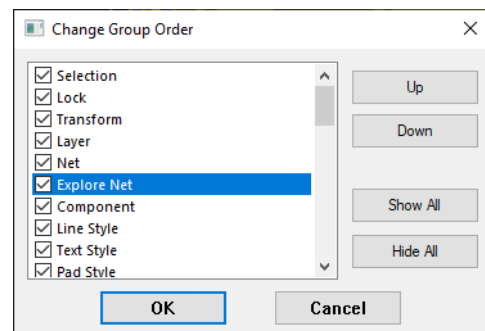 Change Group Order
Selection
Lock
Transform
Layer
Net
Explore Net
Component
Line Style
Text Style
Pad Style
Up
Down
Show All
Hide All
OK
Cancel